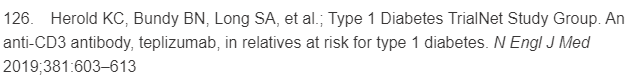 126. Herold KC, Bundy BN, Long SA, et al.; Type 1 Diabetes TrialNet Study Group. An
anti-CD3 antibody, teplizumab, in relatives at risk for type 1 diabetes. N Engl J Med
2019;381:603–613